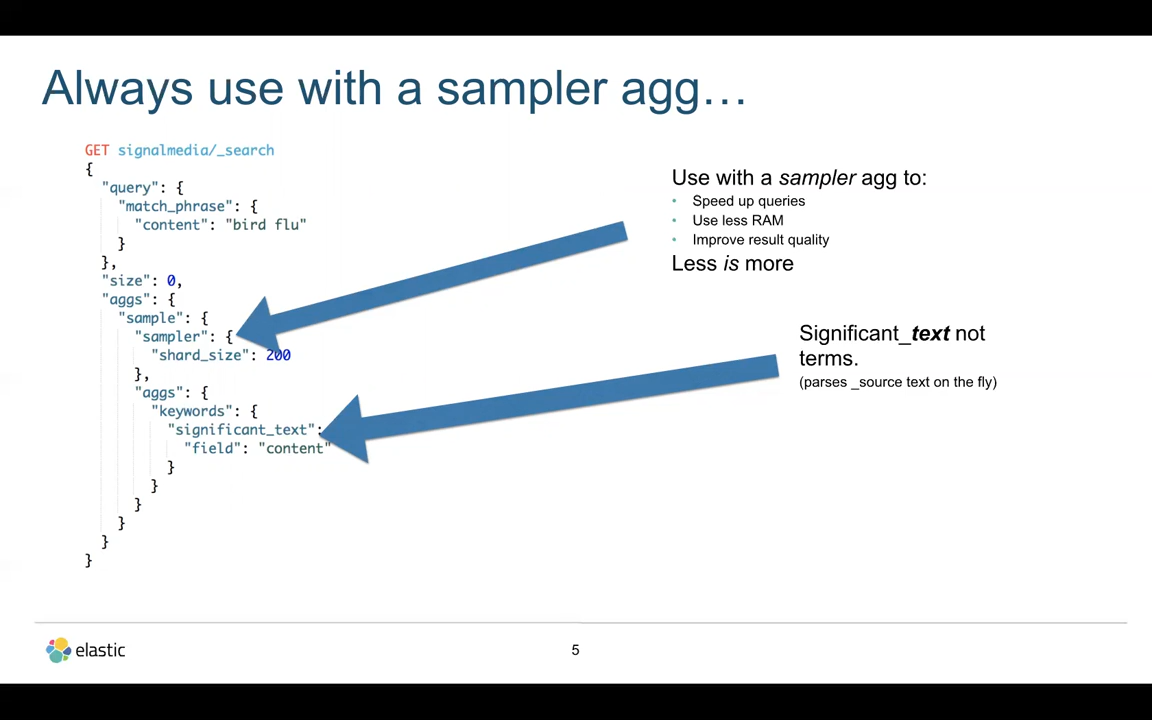 Always use with a sampler agg…
GET signalmedia/_search
{
"query": {
"match_phrase": {
"content": "bird flu"
}
},
"size": 0,
"aggs": {
"sample": {
"sampler": {
"shard_size": 200
},
"aggs": {
"keywords": {
"significant_text":
"field": "content"
}
}
}
}
}
}
Use with a sampler agg to:
• Speed up queries
• Use less RAM
• Improve result quality
Less is more
Significant_text not
terms.
(parses _source text on the fly)
elastic
5